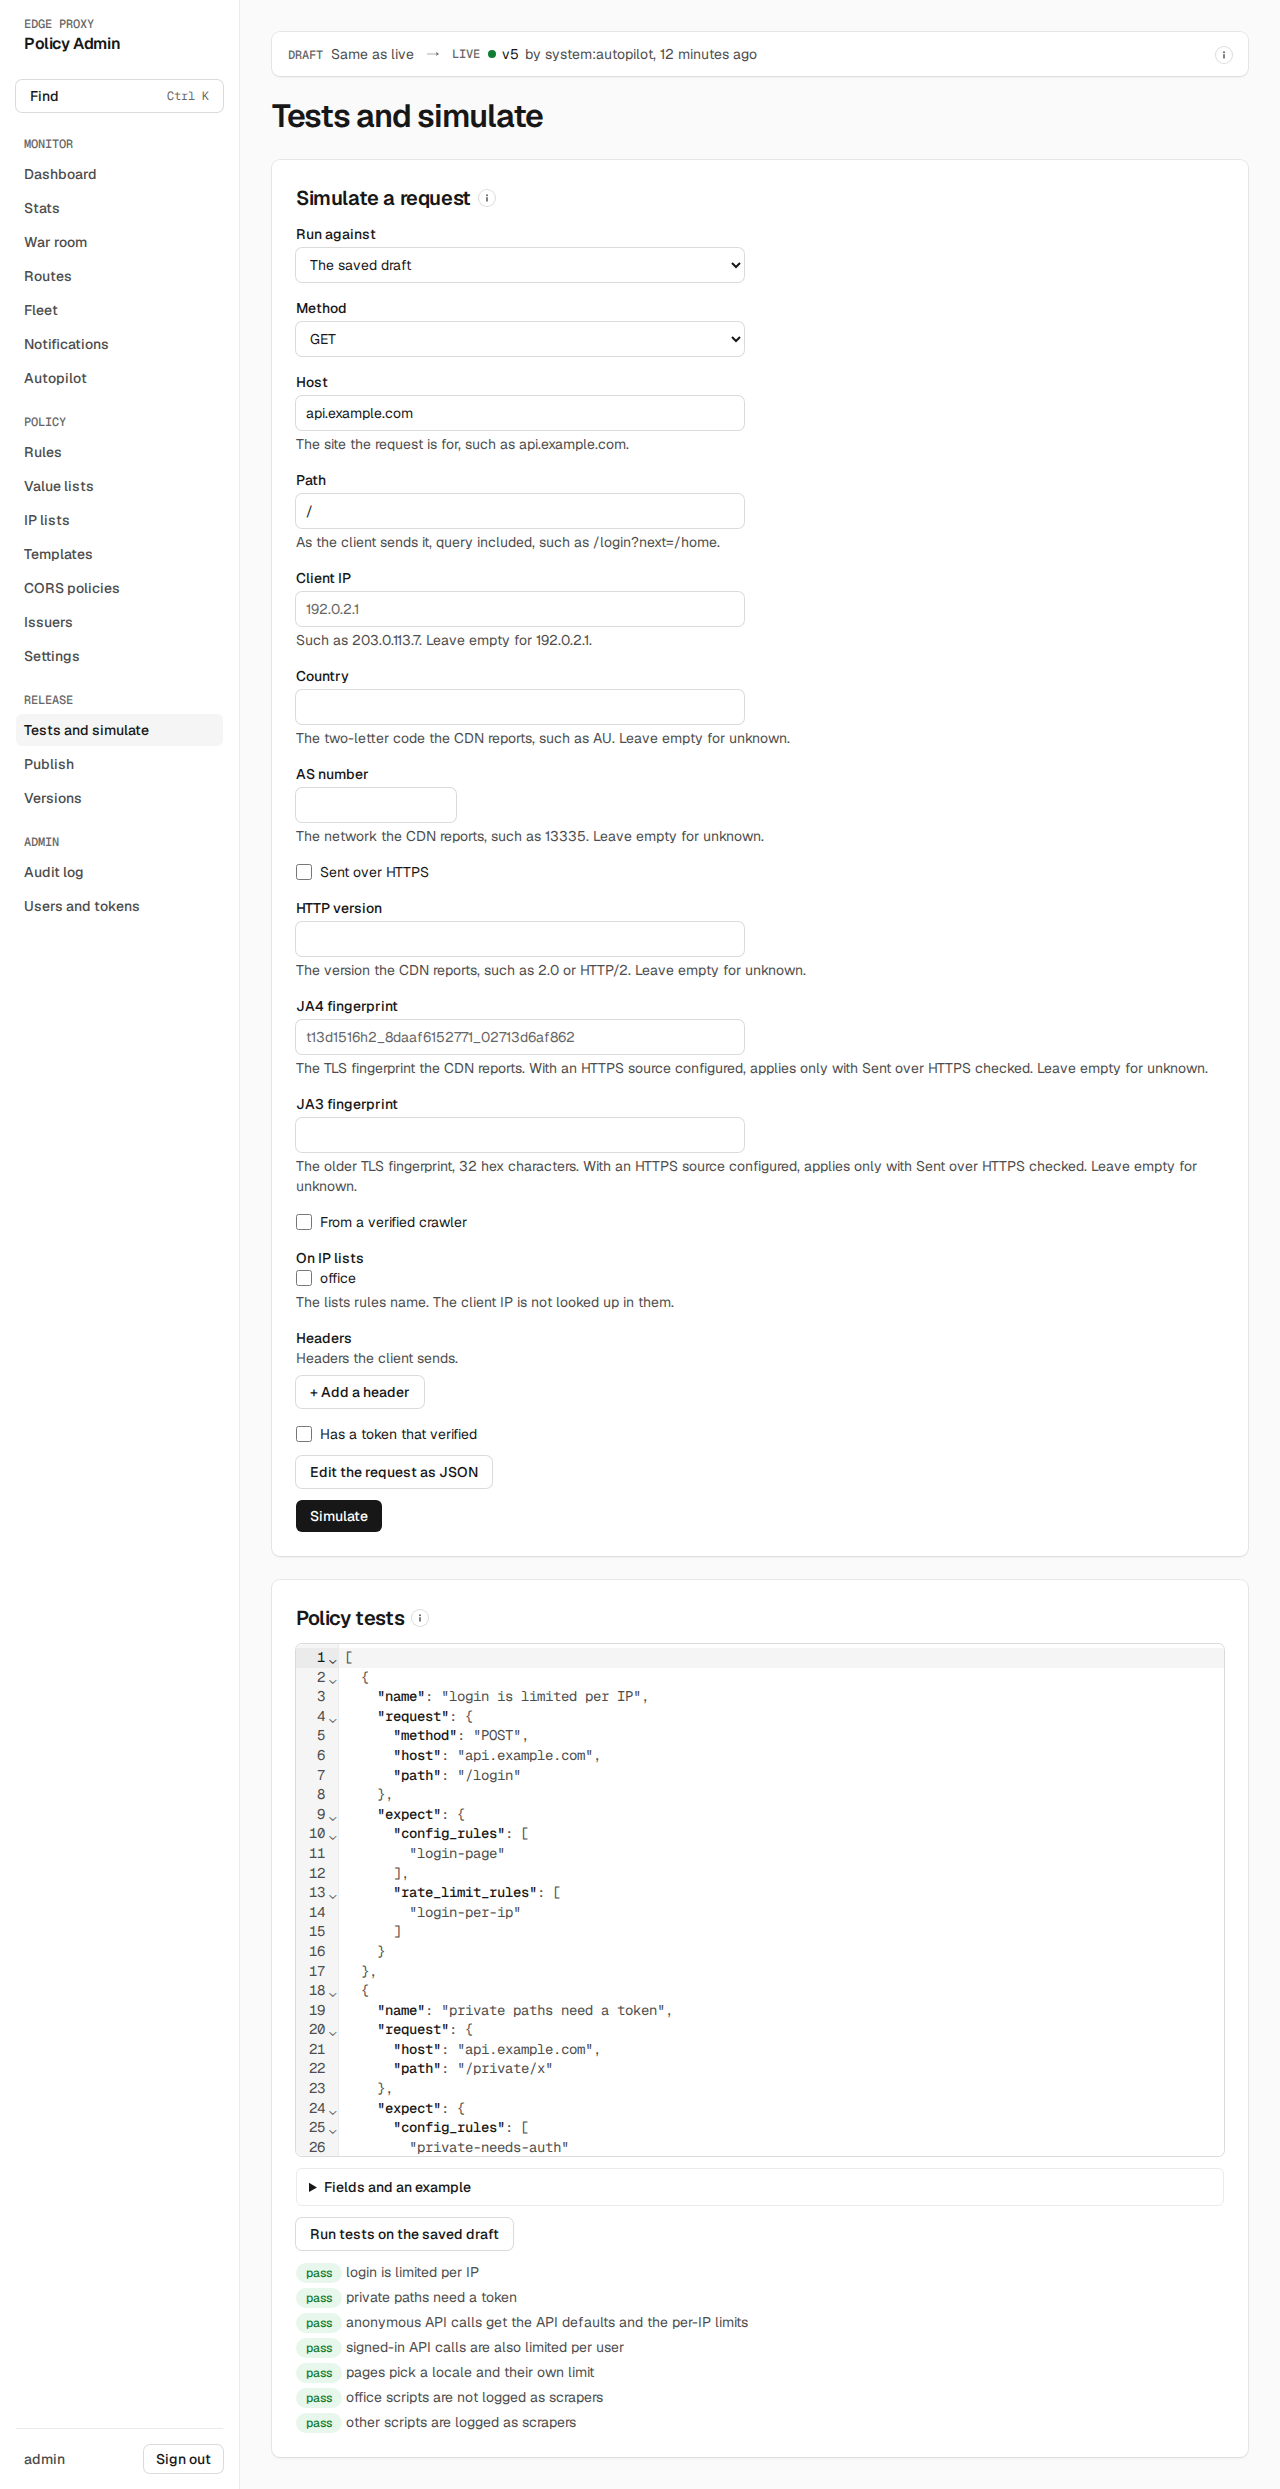 EDGE PROXY
Policy Admin
Find Ctrl K
MONITOR
Dashboard
Stats
War room
Routes
Fleet
Notifications
Autopilot
POLICY
Rules
Value lists
IP lists
Templates
CORS policies
Issuers
Settings
RELEASE
Tests and simulate
Publish
Versions
ADMIN
Audit log
Users and tokens
admin
Sign out
DRAFT Same as live → LIVE v5 by system:autopilot, 12 minutes ago
Tests and simulate
Simulate a request
Run against
The saved draft
Method
GET
Host
api.example.com
The site the request is for, such as api.example.com.
Path
/
As the client sends it, query included, such as /login?next=/home.
Client IP
192.0.2.1
Such as 203.0.113.7. Leave empty for 192.0.2.1.
Country
The two-letter code the CDN reports, such as AU. Leave empty for unknown.
AS number
The network the CDN reports, such as 13335. Leave empty for unknown.
Sent over HTTPS
HTTP version
The version the CDN reports, such as 2.0 or HTTP/2. Leave empty for unknown.
JA4 fingerprint
t13d1516h2_8daaf6152771_02713d6af862
The TLS fingerprint the CDN reports. With an HTTPS source configured, applies only with Sent over HTTPS checked. Leave empty for unknown.
JA3 fingerprint
The older TLS fingerprint, 32 hex characters. With an HTTPS source configured, applies only with Sent over HTTPS checked. Leave empty for
unknown.
From a verified crawler
On IP lists
office
The lists rules name. The client IP is not looked up in them.
Headers
Headers the client sends.
+ Add a header
Has a token that verified
Edit the request as JSON
Simulate
Policy tests
1 [
2 {
3 "name": "login is limited per IP",
4 "request": {
5 "method": "POST",
6 "host": "api.example.com",
7 "path": "/login"
8 },
9 "expect": {
10 "config_rules": [
11 "login-page"
12 ],
13 "rate_limit_rules": [
14 "login-per-ip"
15 ]
16 }
17 },
18 {
19 "name": "private paths need a token",
20 "request": {
21 "host": "api.example.com",
22 "path": "/private/x"
23 },
24 "expect": {
25 "config_rules": [
26 "private-needs-auth"
Fields and an example
Run tests on the saved draft
pass login is limited per IP
pass private paths need a token
pass anonymous API calls get the API defaults and the per-IP limits
pass signed-in API calls are also limited per user
pass pages pick a locale and their own limit
pass office scripts are not logged as scrapers
pass other scripts are logged as scrapers